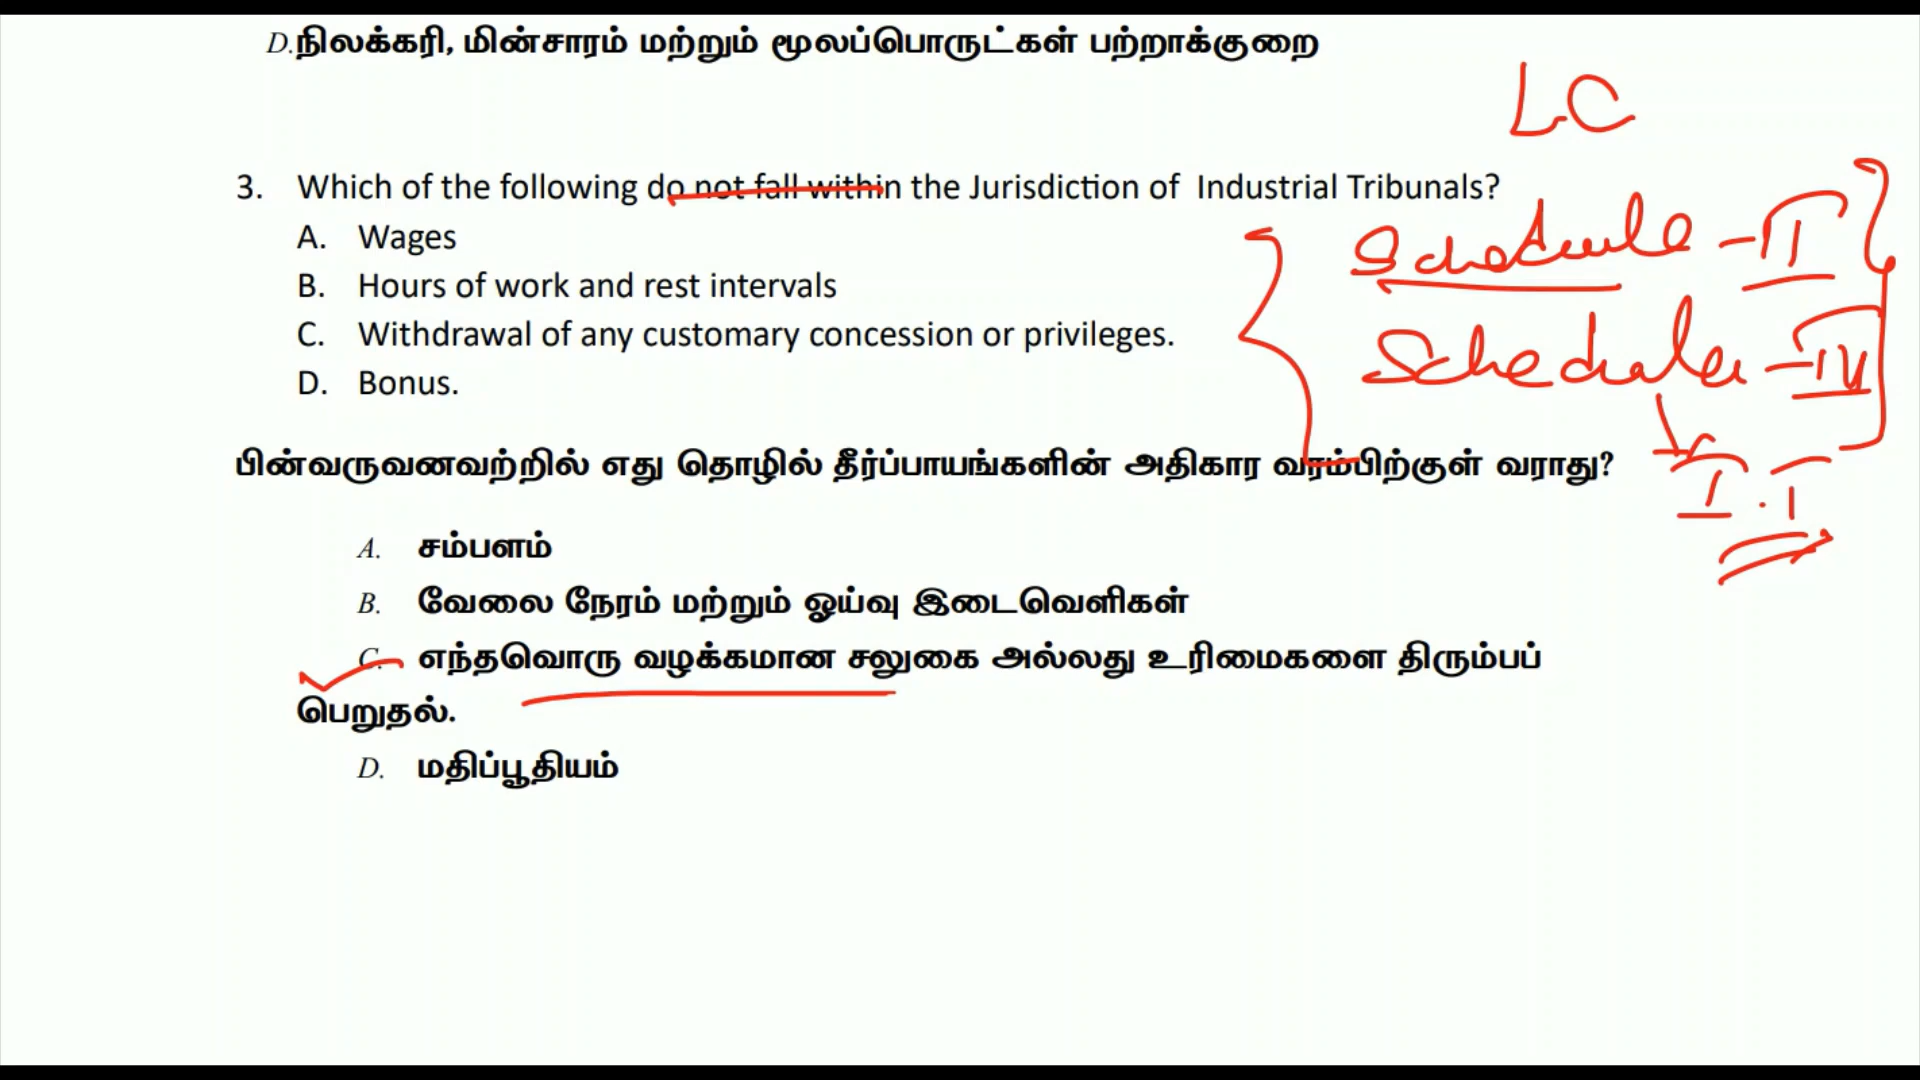 D.நிலக்கரி, மின்சாரம் மற்றும் மூலப்பொருட்கள் பற்றாக்குறை
LC
3. Which of the following do not fall within the Jurisdiction of Industrial Tribunals?
A. Wages
Schedule - II
B. Hours of work and rest intervals
C. Withdrawal of any customary concession or privileges.
Schedule -
D. Bonus.
பின்வருவனவற்றில் எது தொழில் தீர்ப்பாயங்களின் அதிகார வரம்பிற்குள் வராது?
I . T
A. சம்பளம்
B. வேலை நேரம் மற்றும் ஓய்வு இடைவெளிகள்
C. எந்தவொரு வழக்கமான சலுகை அல்லது உரிமைகளை திரும்பப்
பெறுதல்.
D. மதிப்பூதியம்